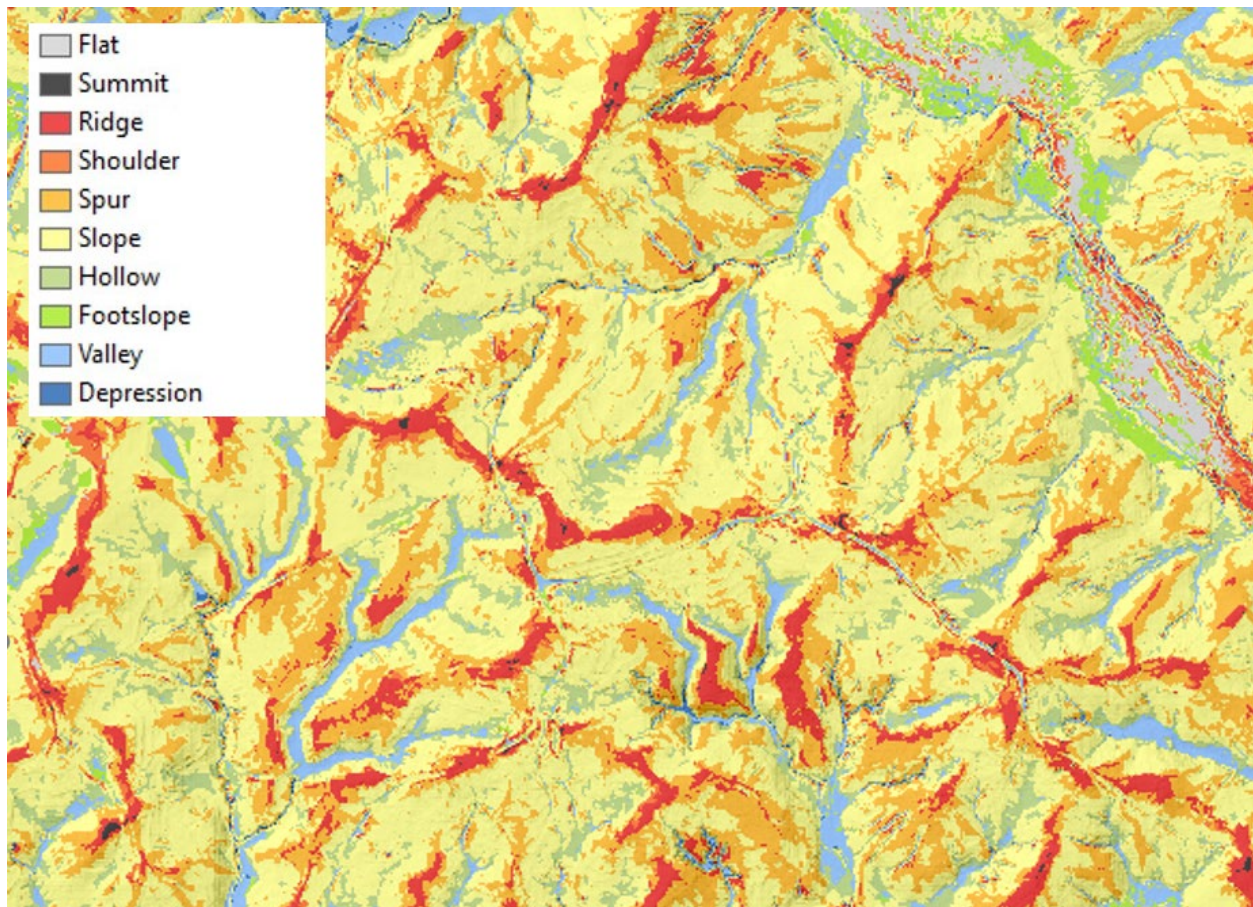 Flat
Summit
Ridge
Shoulder
Spur
Slope
Hollow
Footslope
Valley
Depression